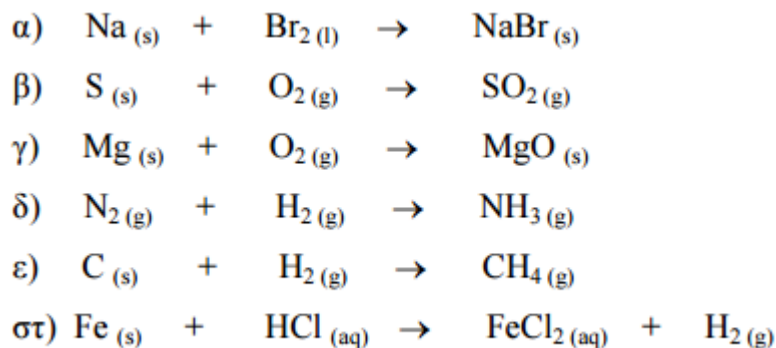 α) Na (s) + Br2 (l) → NaBr (s)
β) S (s) + O2 (g) → SO2 (g)
γ) Mg (s) + O2 (g) → MgO (s)
δ) N2 (g) + H2 (g) → NH3 (g)
ε) C (s) + H2 (g) → CH4 (g)
στ) Fe (s) + HCl (aq) → FeCl2 (aq) + H2 (g)